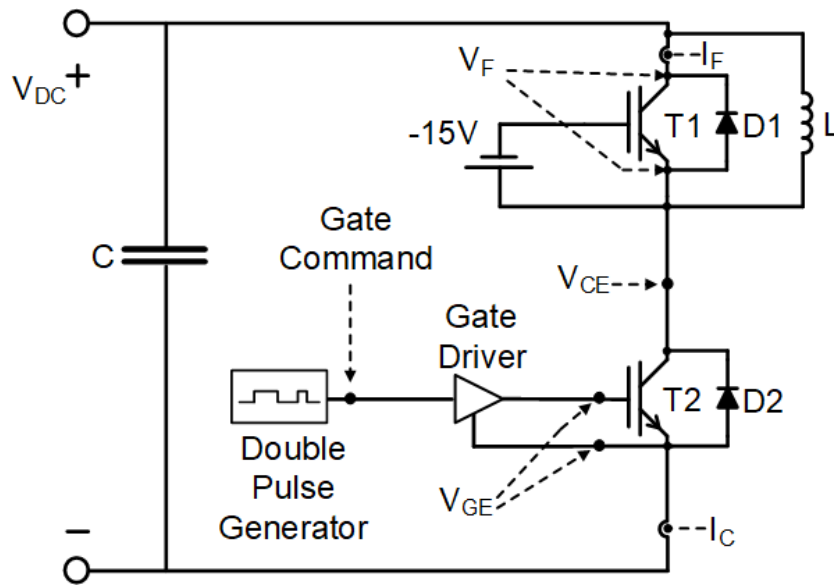 V_DC
+
V_F
I_F
-15V
T1
D1
L
Gate
Command
C
V_CE
Gate
Driver
T2
D2
Double
Pulse
Generator
V_GE
−
I_C